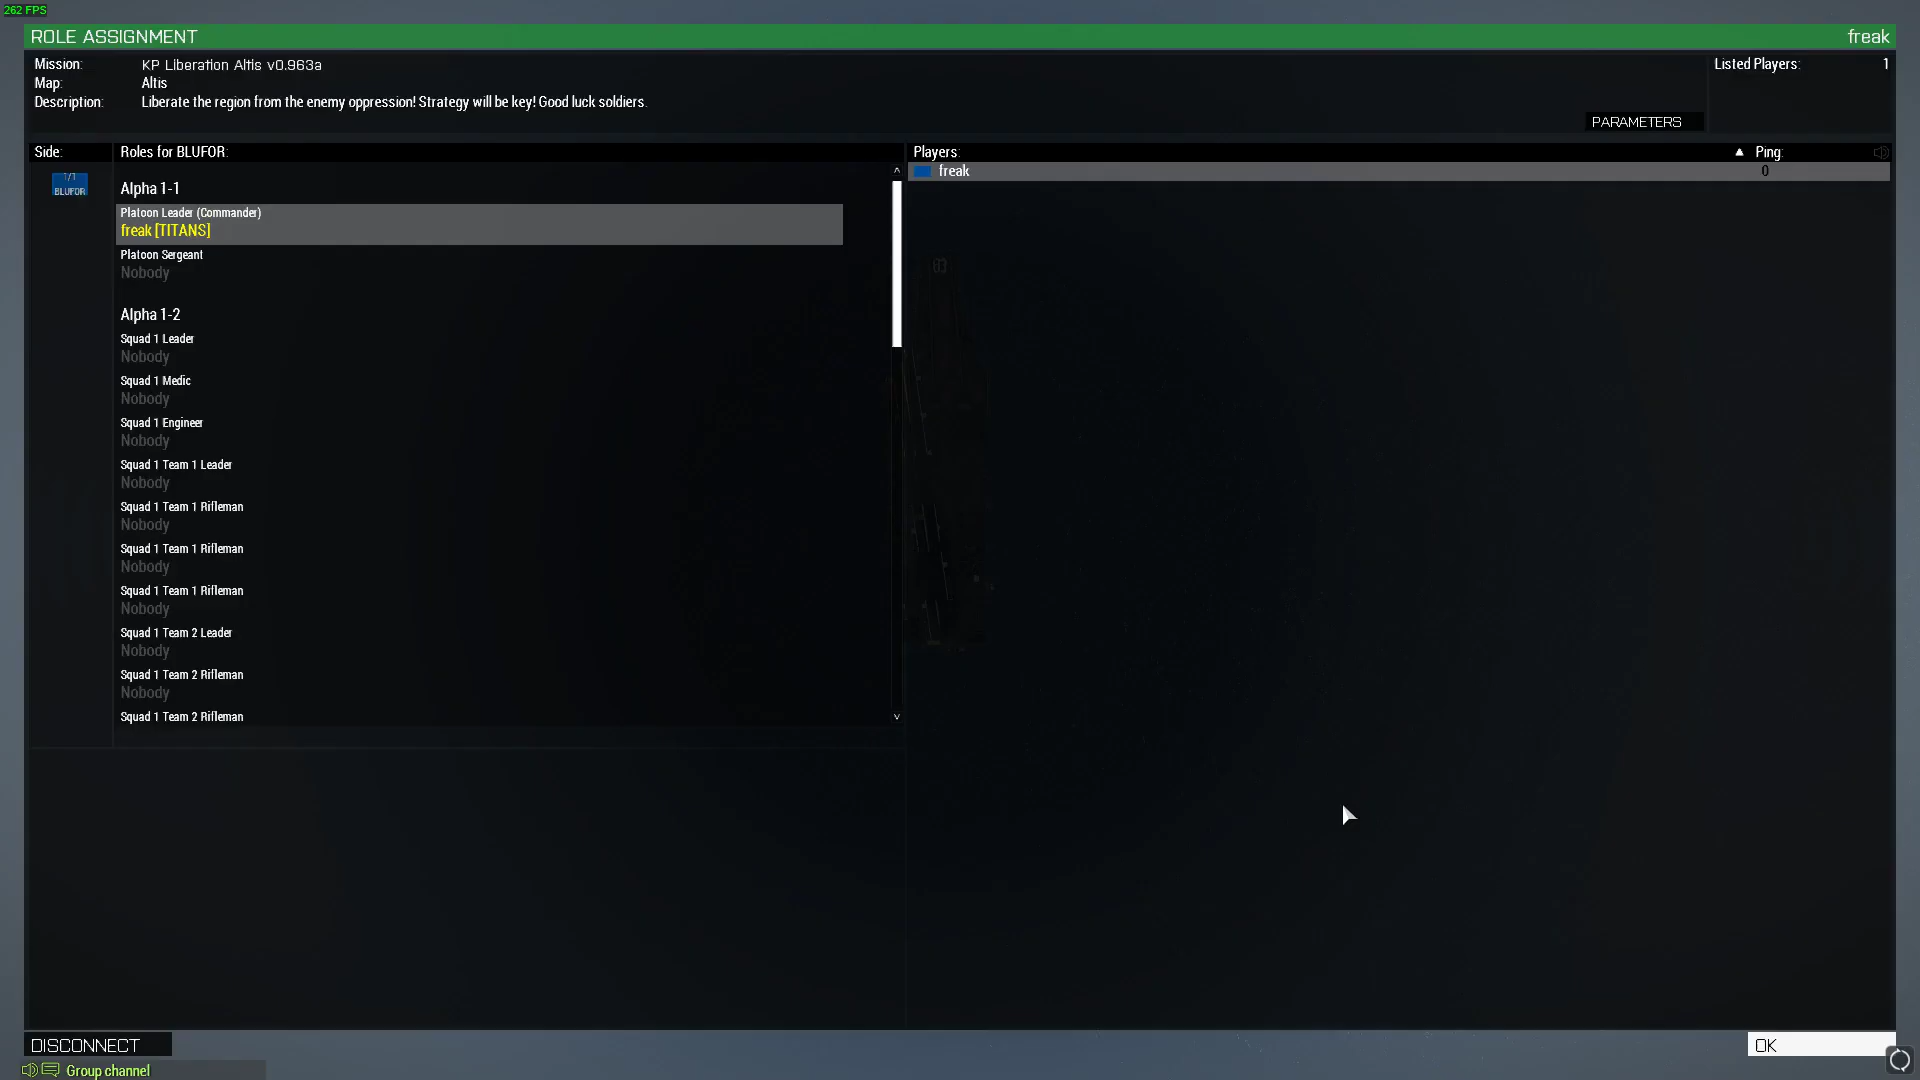 262 FPS
ROLE ASSIGNMENT
freak
Mission: KP Liberation Altis v0.963a
Map: Altis
Description: Liberate the region from the enemy oppression! Strategy will be key! Good luck soldiers.
Listed Players: 1
PARAMETERS
Side:
Roles for BLUFOR:
Players:
Ping:
1/1
BLUFOR
freak
0
Alpha 1-1
Platoon Leader (Commander)
freak [TITANS]
Platoon Sergeant
Nobody
Alpha 1-2
Squad 1 Leader
Nobody
Squad 1 Medic
Nobody
Squad 1 Engineer
Nobody
Squad 1 Team 1 Leader
Nobody
Squad 1 Team 1 Rifleman
Nobody
Squad 1 Team 1 Rifleman
Nobody
Squad 1 Team 1 Rifleman
Nobody
Squad 1 Team 2 Leader
Nobody
Squad 1 Team 2 Rifleman
Nobody
Squad 1 Team 2 Rifleman
DISCONNECT
OK
Group channel